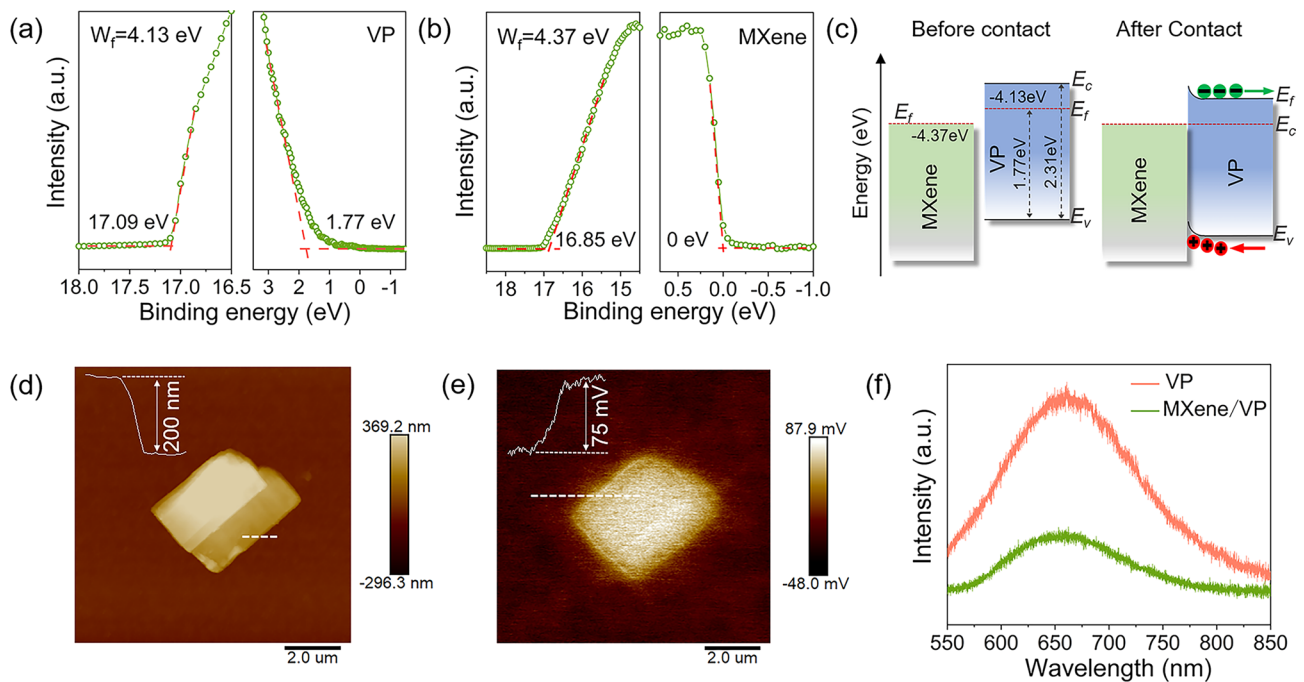 (a)
W_f=4.13 eV
VP
17.09 eV
1.77 eV
Intensity (a.u.)
18.0 17.5 17.0 16.5
3 2 1 0 -1
Binding energy (eV)
(b)
W_f=4.37 eV
MXene
16.85 eV
0 eV
Intensity (a.u.)
18 17 16 15
0.5 0.0 -0.5 -1.0
Binding energy (eV)
(c)
Before contact
After Contact
Energy (eV)
E_f
-4.37eV
MXene
-4.13eV
VP
1.77eV
2.31eV
E_c
E_f
E_v
MXene
VP
E_f
E_c
E_v
(d)
200 nm
369.2 nm
-296.3 nm
2.0 um
(e)
75 mV
87.9 mV
-48.0 mV
2.0 um
(f)
VP
MXene/VP
Intensity (a.u.)
550 600 650 700 750 800 850
Wavelength (nm)